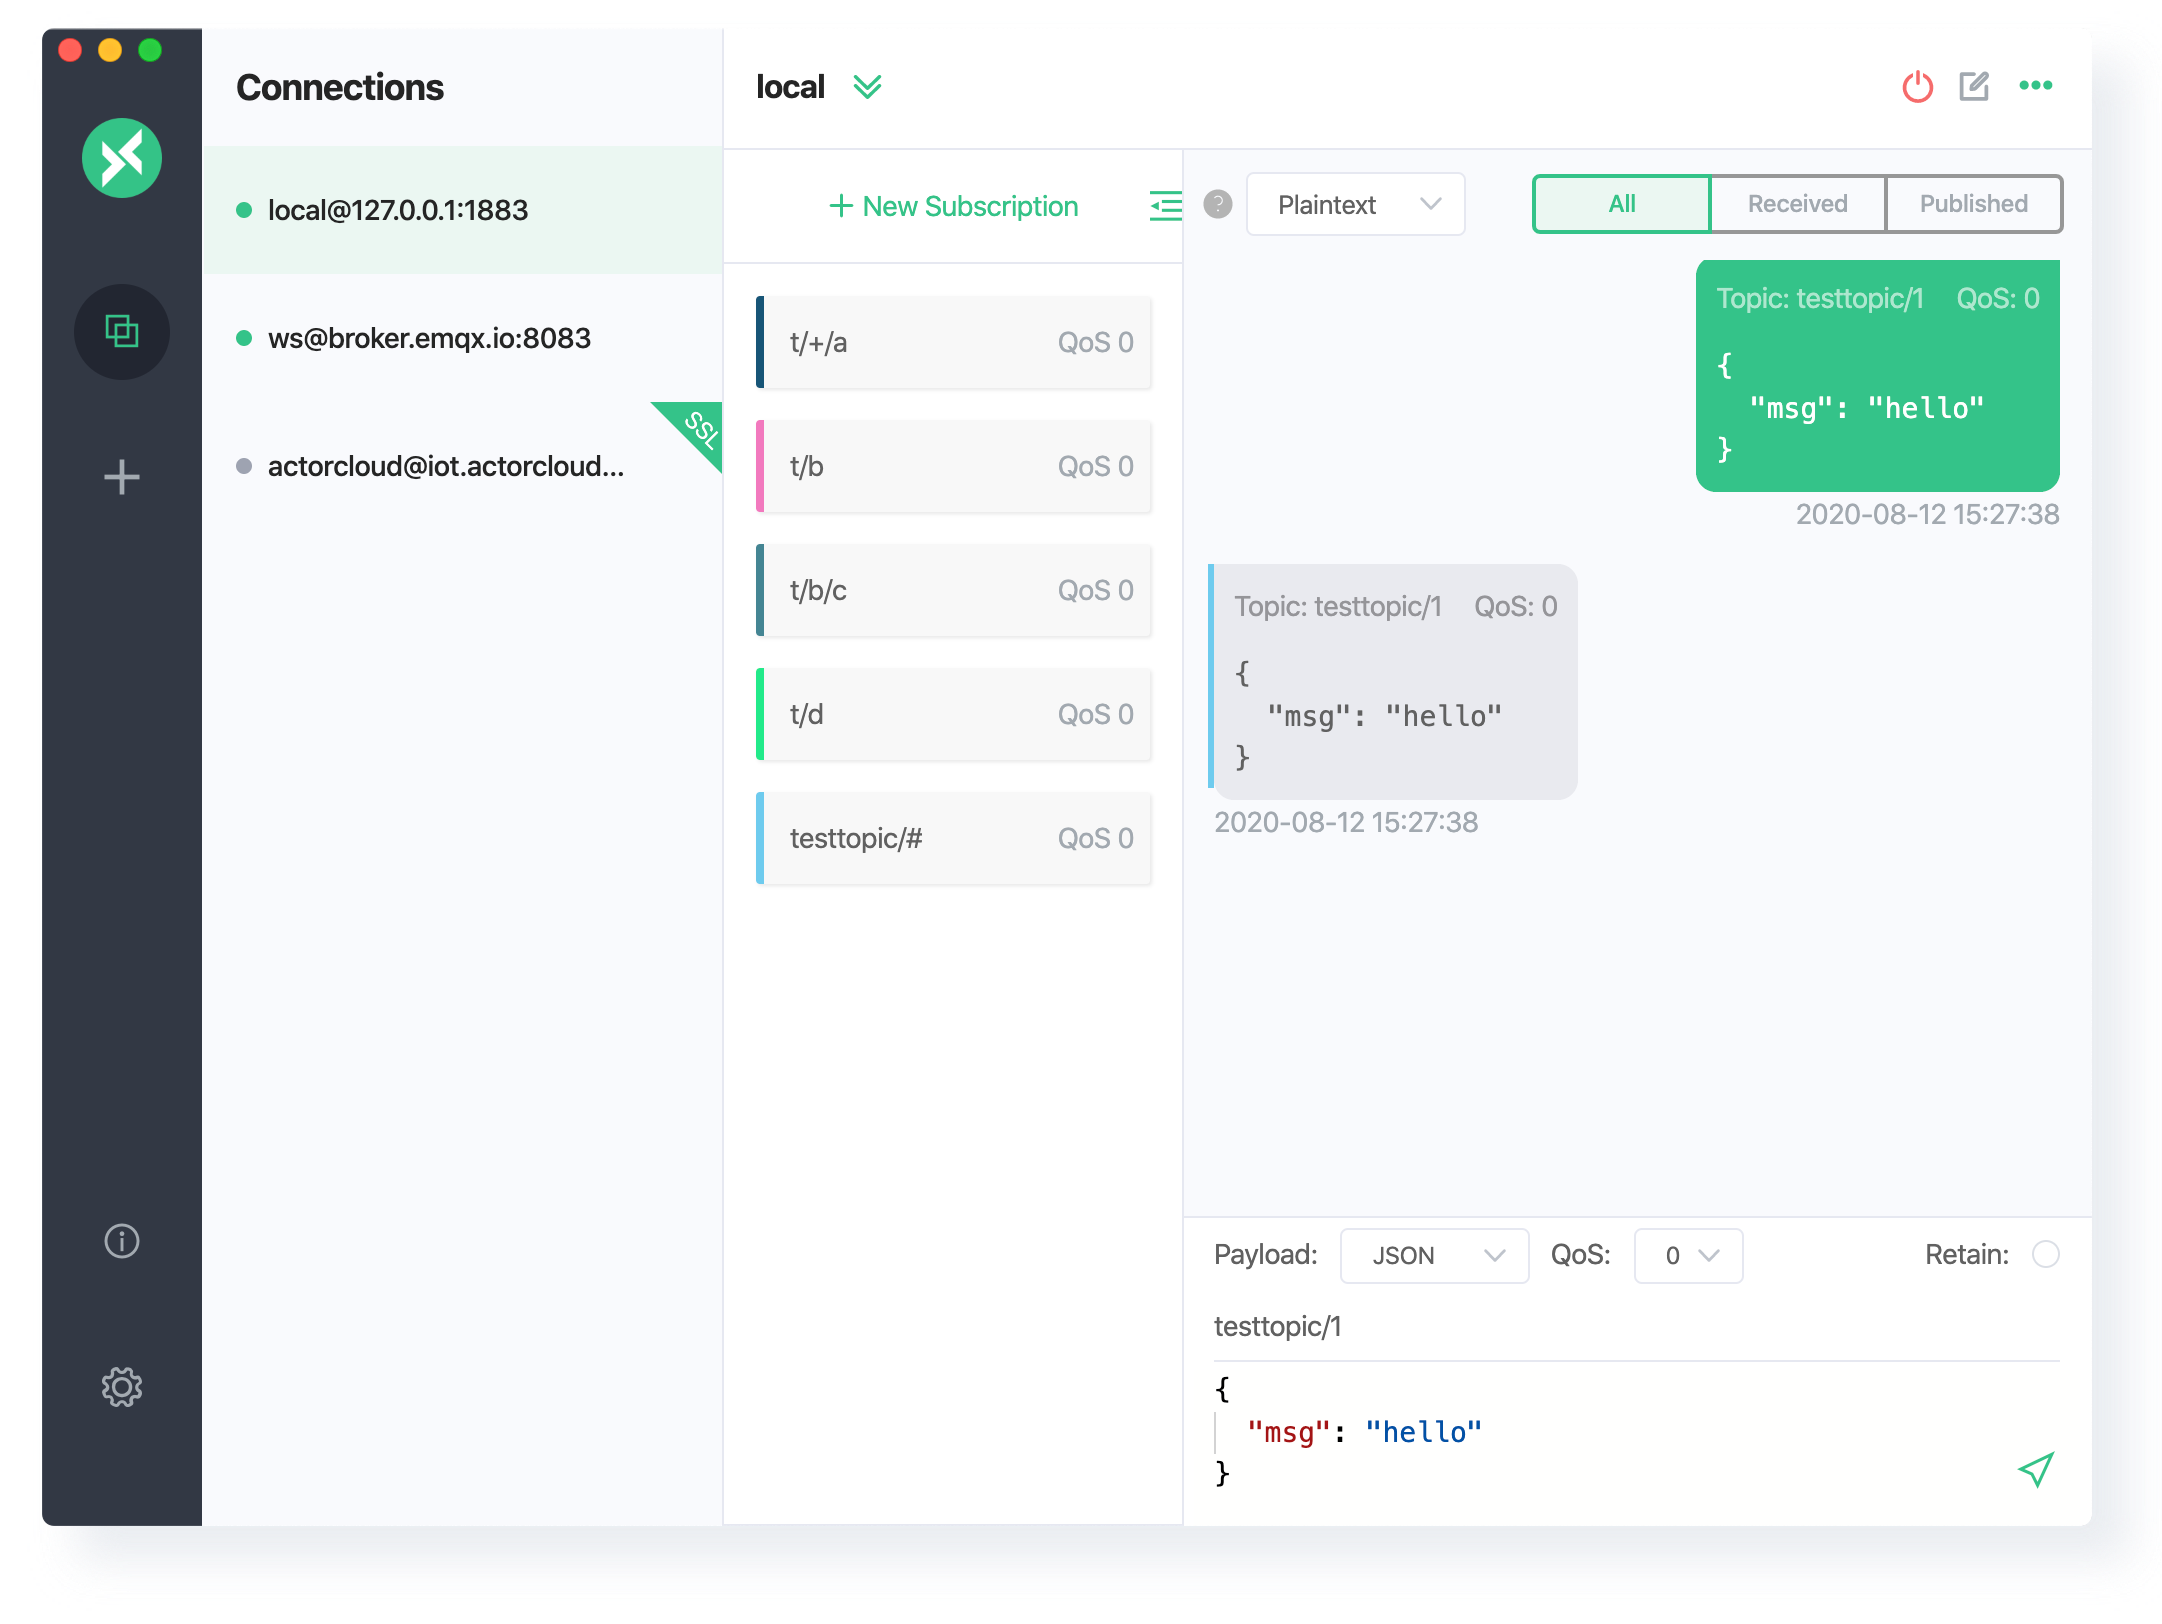 Connections
local@127.0.0.1:1883
ws@broker.emqx.io:8083
SSL
actorcloud@iot.actorcloud...
local
+ New Subscription
t/+/a QoS 0
t/b QoS 0
t/b/c QoS 0
t/d QoS 0
testtopic/# QoS 0
? Plaintext All Received Published
Topic: testtopic/1 QoS: 0
{
"msg": "hello"
}
2020-08-12 15:27:38
Topic: testtopic/1 QoS: 0
{
"msg": "hello"
}
2020-08-12 15:27:38
Payload: JSON QoS: 0 Retain:
testtopic/1
{
"msg": "hello"
}